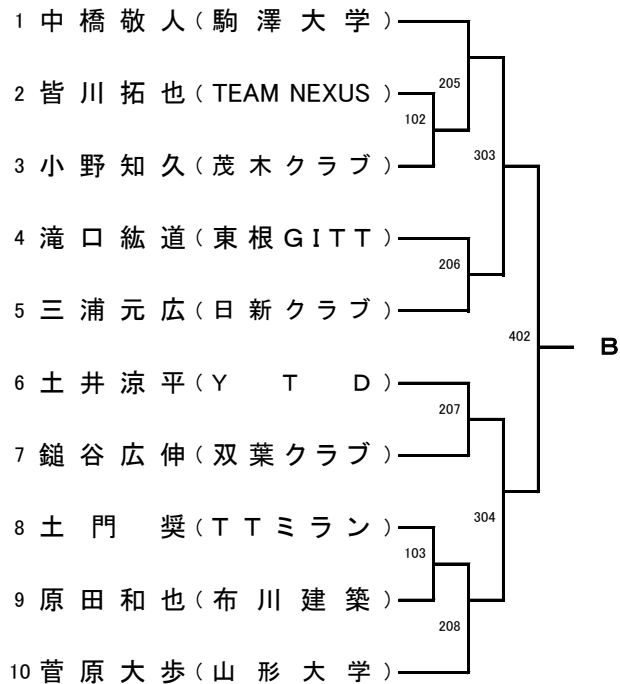 1 中橋敬人(駒澤大学)
205
2 皆川拓也(TEAM NEXUS)
102
3 小野知久(茂木クラブ)
303
4 滝口紘道(東根GITT)
206
5 三浦元広(日新クラブ)
402
B
6 土井涼平(YTD)
207
7 鎚谷広伸(双葉クラブ)
304
8 土門奨(TTミラン)
103
9 原田和也(布川建築)
208
10 菅原大歩(山形大学)